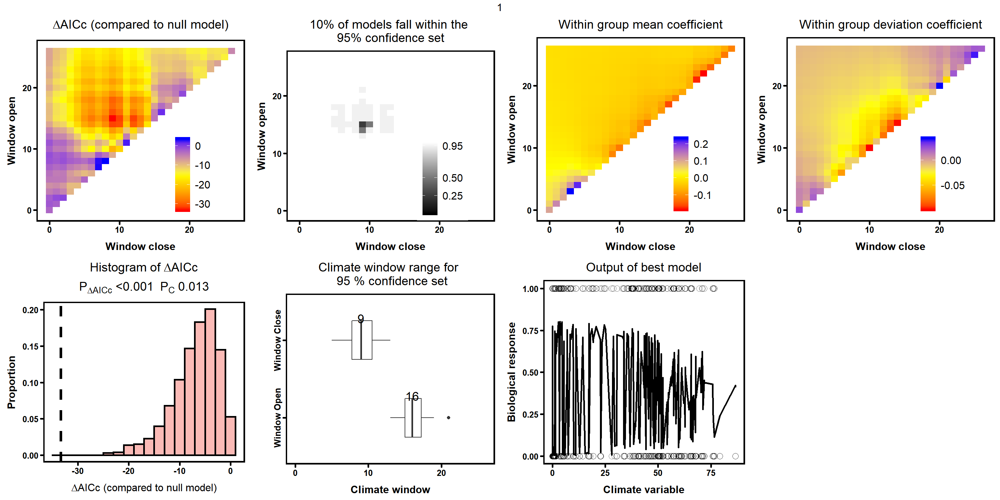 1
ΔAICc (compared to null model)
Window open
20
10
0
0
-10
-20
-30
0 10 20
Window close
10% of models fall within the
95% confidence set
Window open
20
10
0
0.95
0.50
0.25
0 10 20
Window close
Within group mean coefficient
Window open
20
10
0
0.2
0.1
0.0
-0.1
0 10 20
Window close
Within group deviation coefficient
Window open
20
10
0
0.00
-0.05
0 10 20
Window close
Histogram of ΔAICc
PΔAICc <0.001 PC 0.013
Proportion
0.20
0.15
0.10
0.05
0.00
-30 -20 -10 0
ΔAICc (compared to null model)
Climate window range for
95 % confidence set
Window Close
9
Window Open
16
0 10 20
Climate window
Output of best model
Biological response
1.00
0.75
0.50
0.25
0.00
0 25 50 75
Climate variable